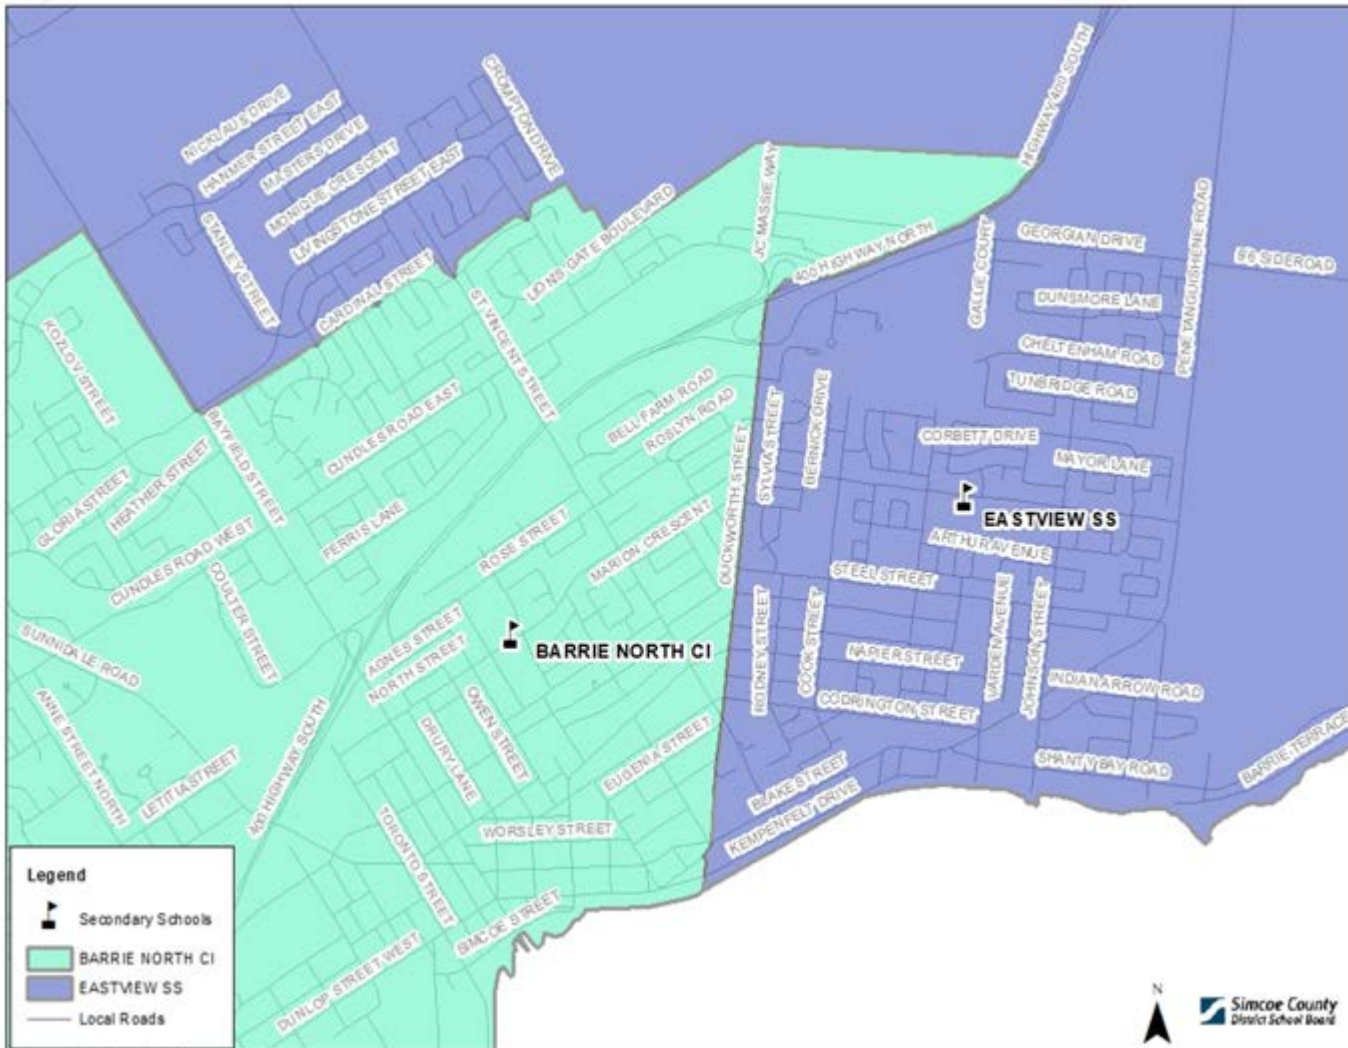 CROMPTON DRIVE
HIGHWAY 400 SOUTH
NICKLAUS DRIVE
HANMER STREET EAST
MASTERS DRIVE
MONIQUE CRESCENT
LIVINGSTONE STREET EAST
STANLEY STREET
CARDINAL STREET
LIONS GATE BOULEVARD
J/C MASSIE WAY
400 HIGHWAY NORTH
GALLIE COURT
GEORGIAN DRIVE
PENETANGUISHENE ROAD
9/6 SIDEROAD
DUNSMORE LANE
CHELTENHAM ROAD
TUNBRIDGE ROAD
KOZLOV STREET
ST VINCENT STREET
BAYFIELD STREET
CUNDLES ROAD EAST
BELL FARM ROAD
ROSLYN ROAD
DUCKWORTH STREET
SYLVIA STREET
BERNICK DRIVE
CORBETT DRIVE
MAYOR LANE
GLORIA STREET
HEATHER STREET
CUNDLES ROAD WEST
FERRIS LANE
ROSE STREET
MARION CRESCENT
EASTVIEW SS
ARTHUR AVENUE
STEEL STREET
COULTER STREET
SUNNIDALE ROAD
AGNES STREET
NORTH STREET
BARRIE NORTH CI
RODNEY STREET
COOK STREET
NAPIER STREET
VARDEN AVENUE
JOHNSON STREET
INDIAN ARROW ROAD
CODRINGTON STREET
ANNE STREET NORTH
LETITIA STREET
400 HIGHWAY SOUTH
DRURY LANE
OWEN STREET
EUGENIA STREET
BLAKE STREET
KEMPENFELT DRIVE
SHANTY BAY ROAD
BARRIE TERRACE
TORONTO STREET
WORSLEY STREET
SIMCOE STREET
DUNLOP STREET WEST
Legend
Secondary Schools
BARRIE NORTH CI
EASTVIEW SS
Local Roads
N
Simcoe County
District School Board